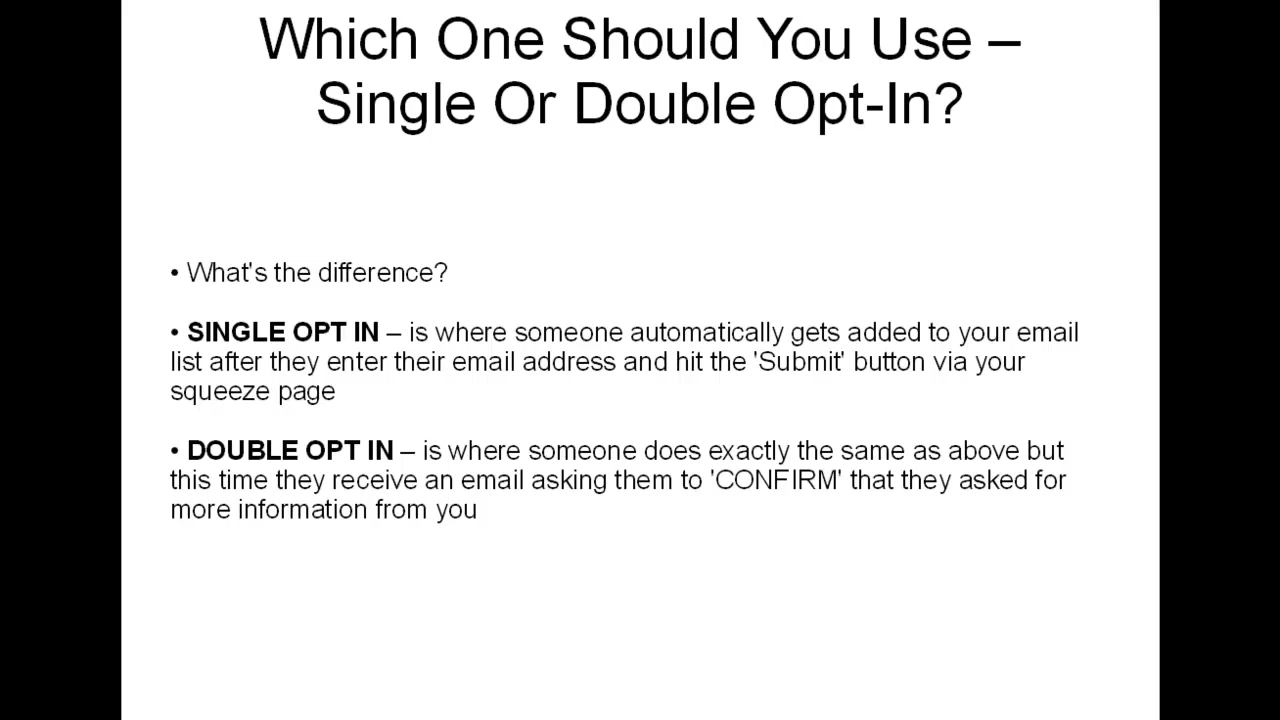 Which One Should You Use –
Single Or Double Opt-In?
• What's the difference?
• SINGLE OPT IN – is where someone automatically gets added to your email
list after they enter their email address and hit the 'Submit' button via your
squeeze page
• DOUBLE OPT IN – is where someone does exactly the same as above but
this time they receive an email asking them to 'CONFIRM' that they asked for
more information from you